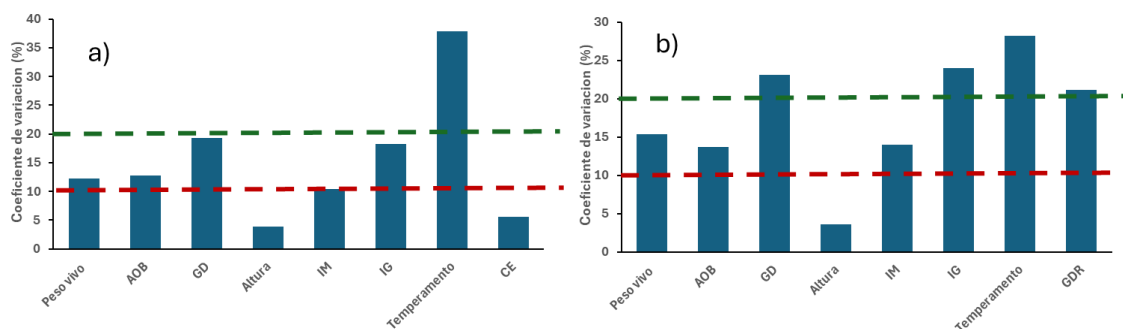 a)
Coeficiente de variacion (%)
40
35
30
25
20
15
10
5
0
Peso vivo
AOB
GD
Altura
IM
IG
Temperamento
CE
b)
Coeficiente de variacion (%)
30
25
20
15
10
5
0
Peso vivo
AOB
GD
Altura
IM
IG
Temperamento
GDR